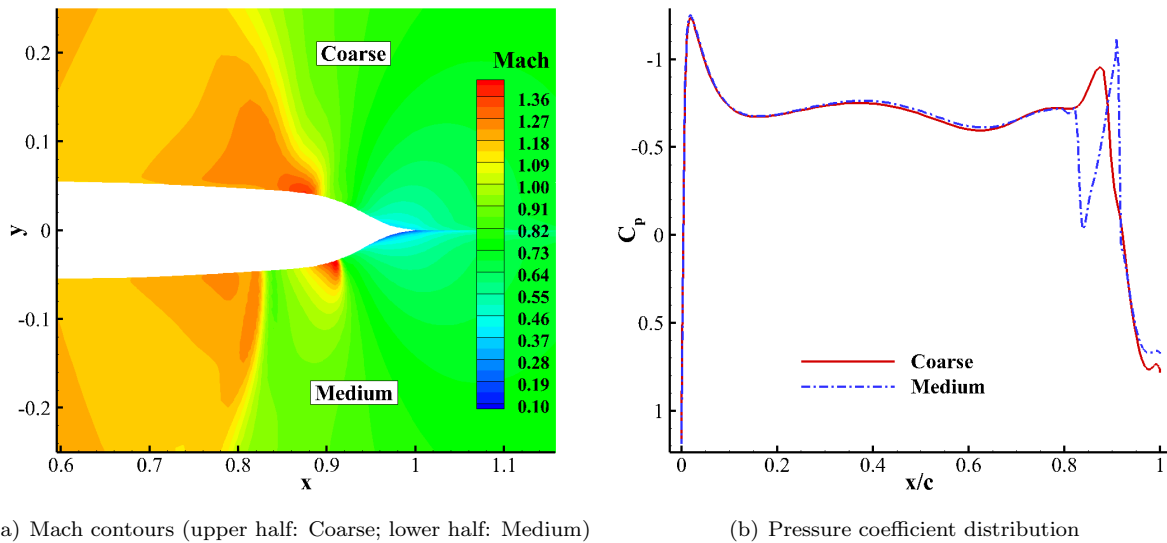 Coarse
Mach
1.36
1.27
1.18
1.09
1.00
0.91
0.82
0.73
0.64
0.55
0.46
0.37
0.28
0.19
0.10
Medium
0.2
0.1
0
-0.1
-0.2
y
0.6 0.7 0.8 0.9 1 1.1
x
-1
-0.5
0
0.5
1
Cp
Coarse
Medium
0 0.2 0.4 0.6 0.8 1
x/c
a) Mach contours (upper half: Coarse; lower half: Medium)
(b) Pressure coefficient distribution